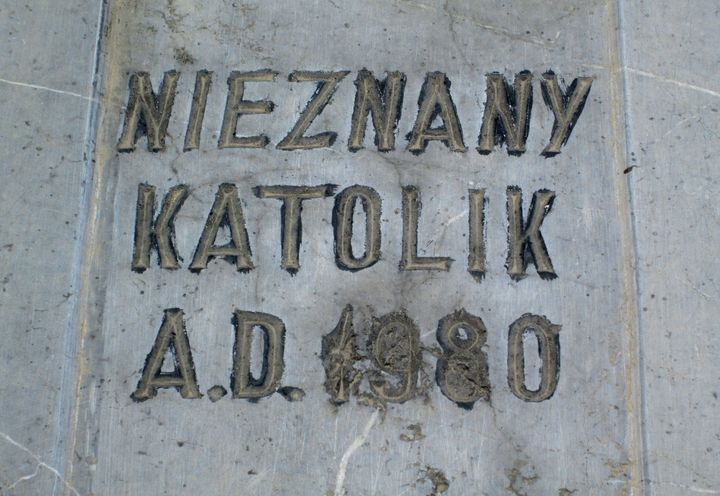 NIEZNANY
KATOLIK
A.D. 1980